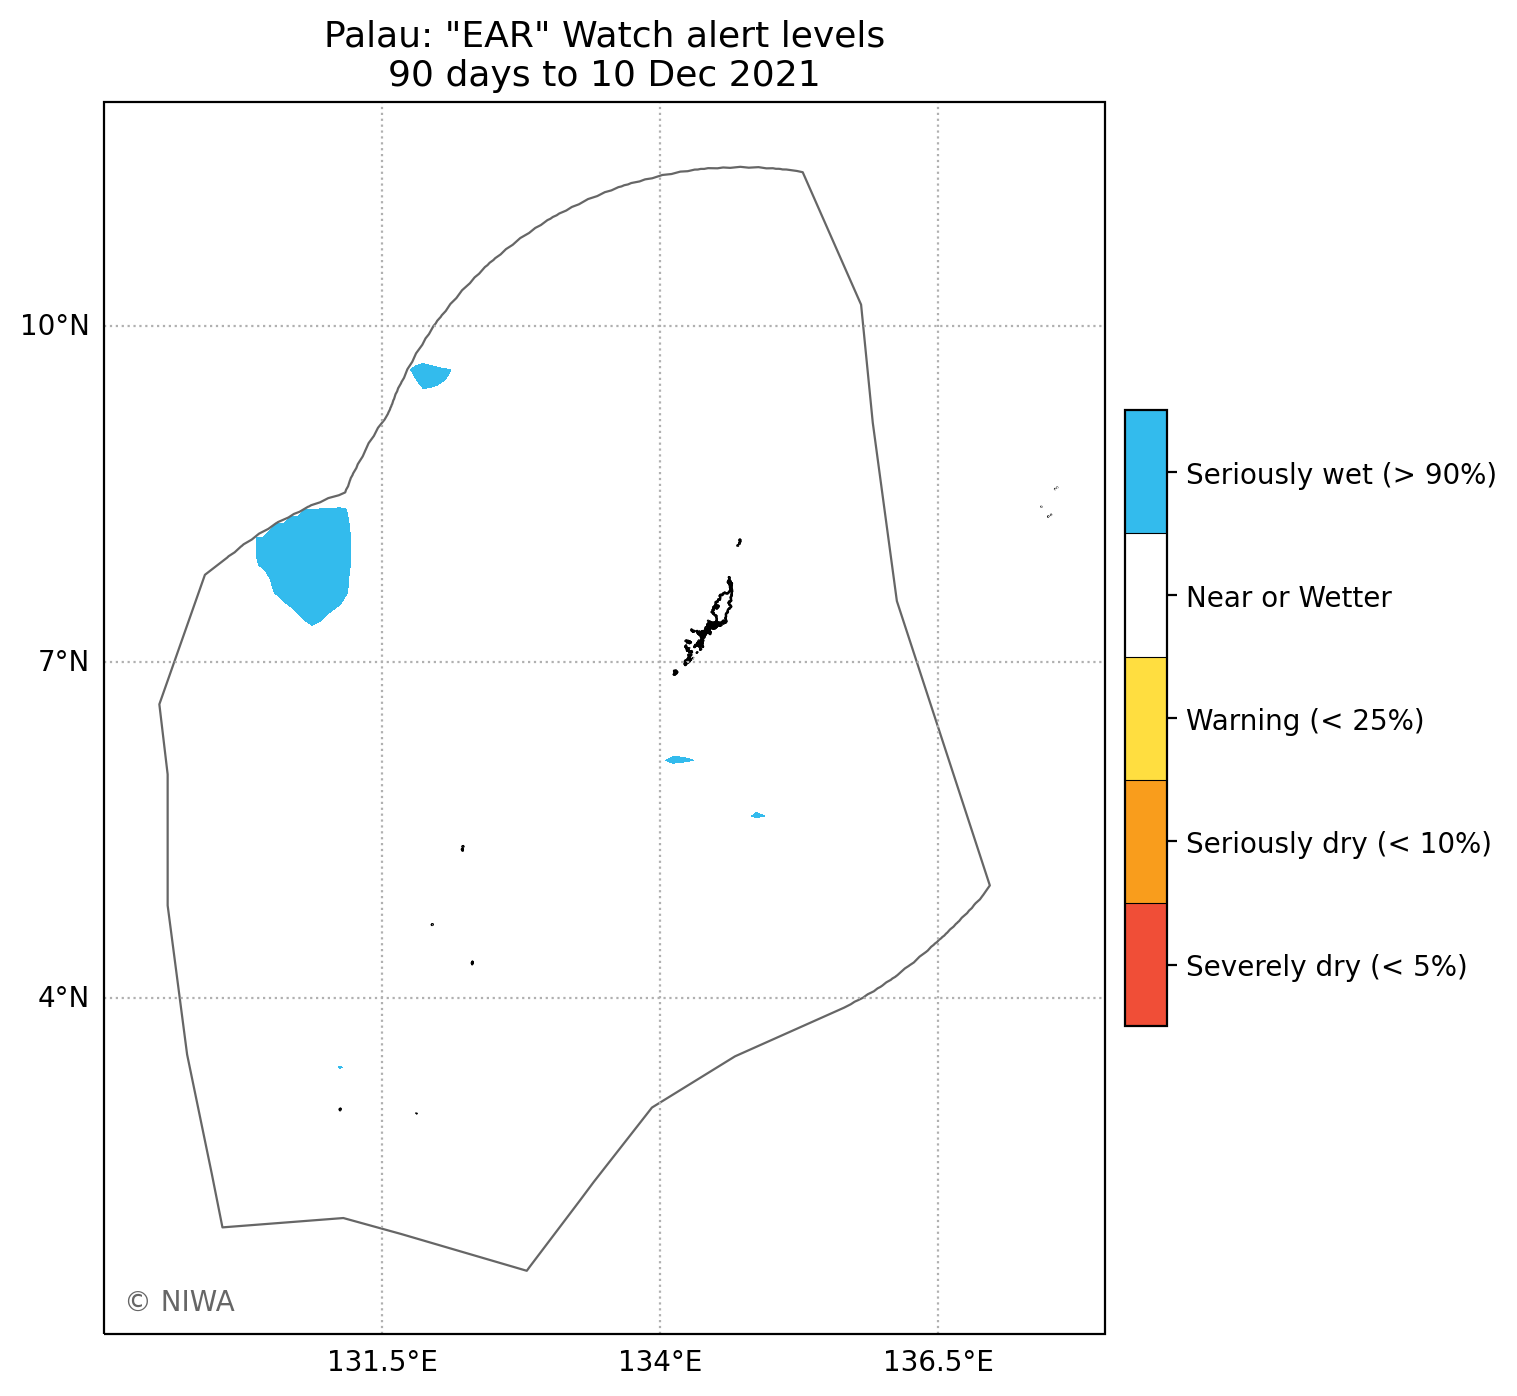 Palau: "EAR" Watch alert levels
90 days to 10 Dec 2021
10°N
7°N
4°N
131.5°E
134°E
136.5°E
Seriously wet (> 90%)
Near or Wetter
Warning (< 25%)
Seriously dry (< 10%)
Severely dry (< 5%)
© NIWA